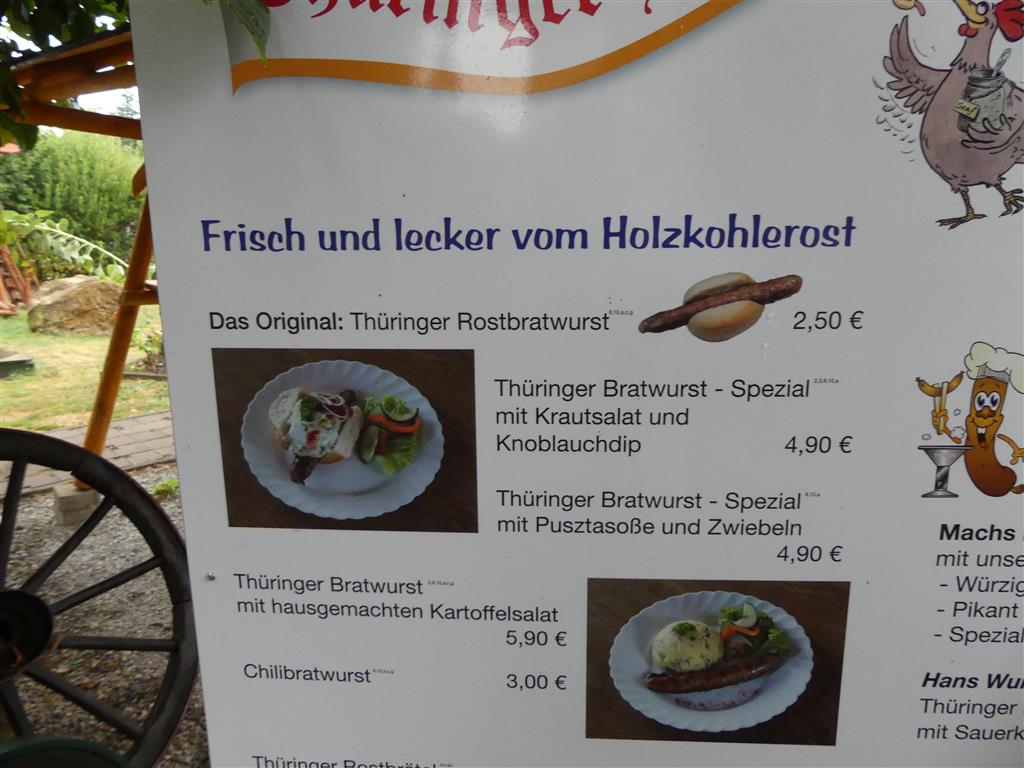 Thüringer
Frisch und lecker vom Holzkohlerost
Das Original: Thüringer Rostbratwurst 2,50 €
Thüringer Bratwurst - Spezial
mit Krautsalat und
Knoblauchdip 4,90 €
Thüringer Bratwurst - Spezial
mit Pusztasoße und Zwiebeln
4,90 €
Thüringer Bratwurst
mit hausgemachten Kartoffelsalat
5,90 €
Chilibratwurst 3,00 €
Machs
mit unse
- Würzig
- Pikant
- Spezial
Hans Wu
Thüringer
mit Sauerk